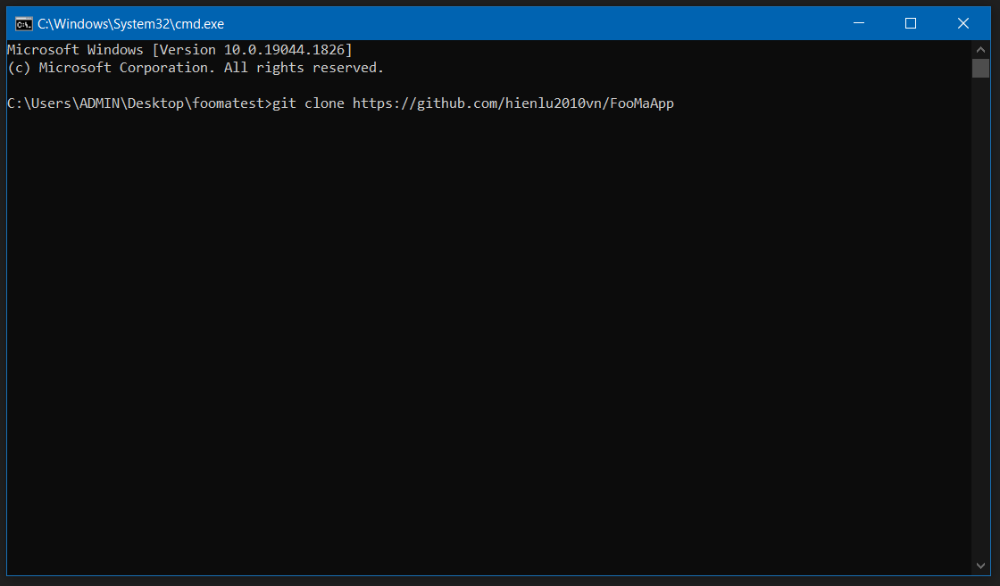 C:\Windows\System32\cmd.exe
Microsoft Windows [Version 10.0.19044.1826]
(c) Microsoft Corporation. All rights reserved.
C:\Users\ADMIN\Desktop\foomatest>git clone https://github.com/hienlu2010vn/FooMaApp